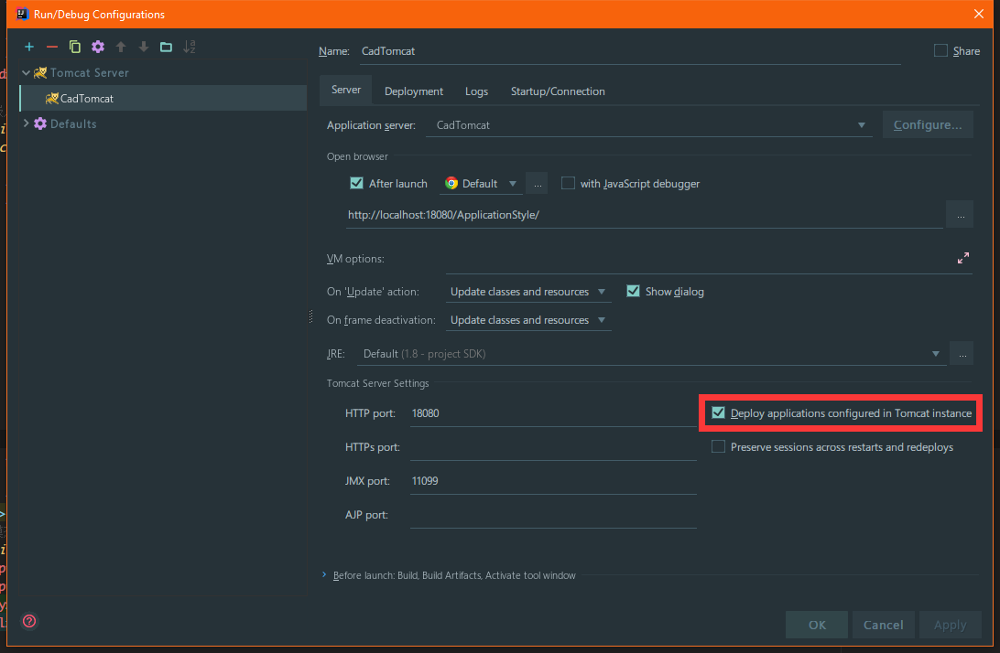 Run/Debug Configurations
Name: CadTomcat
Share
Tomcat Server
CadTomcat
Defaults
Server Deployment Logs Startup/Connection
Application server: CadTomcat Configure...
Open browser
After launch Default ... with JavaScript debugger
http://localhost:18080/ApplicationStyle/ ...
VM options:
On 'Update' action: Update classes and resources Show dialog
On frame deactivation: Update classes and resources
JRE: Default (1.8 - project SDK) ...
Tomcat Server Settings
HTTP port: 18080 Deploy applications configured in Tomcat instance
HTTPs port: Preserve sessions across restarts and redeploys
JMX port: 11099
AJP port:
Before launch: Build, Build Artifacts, Activate tool window
OK Cancel Apply